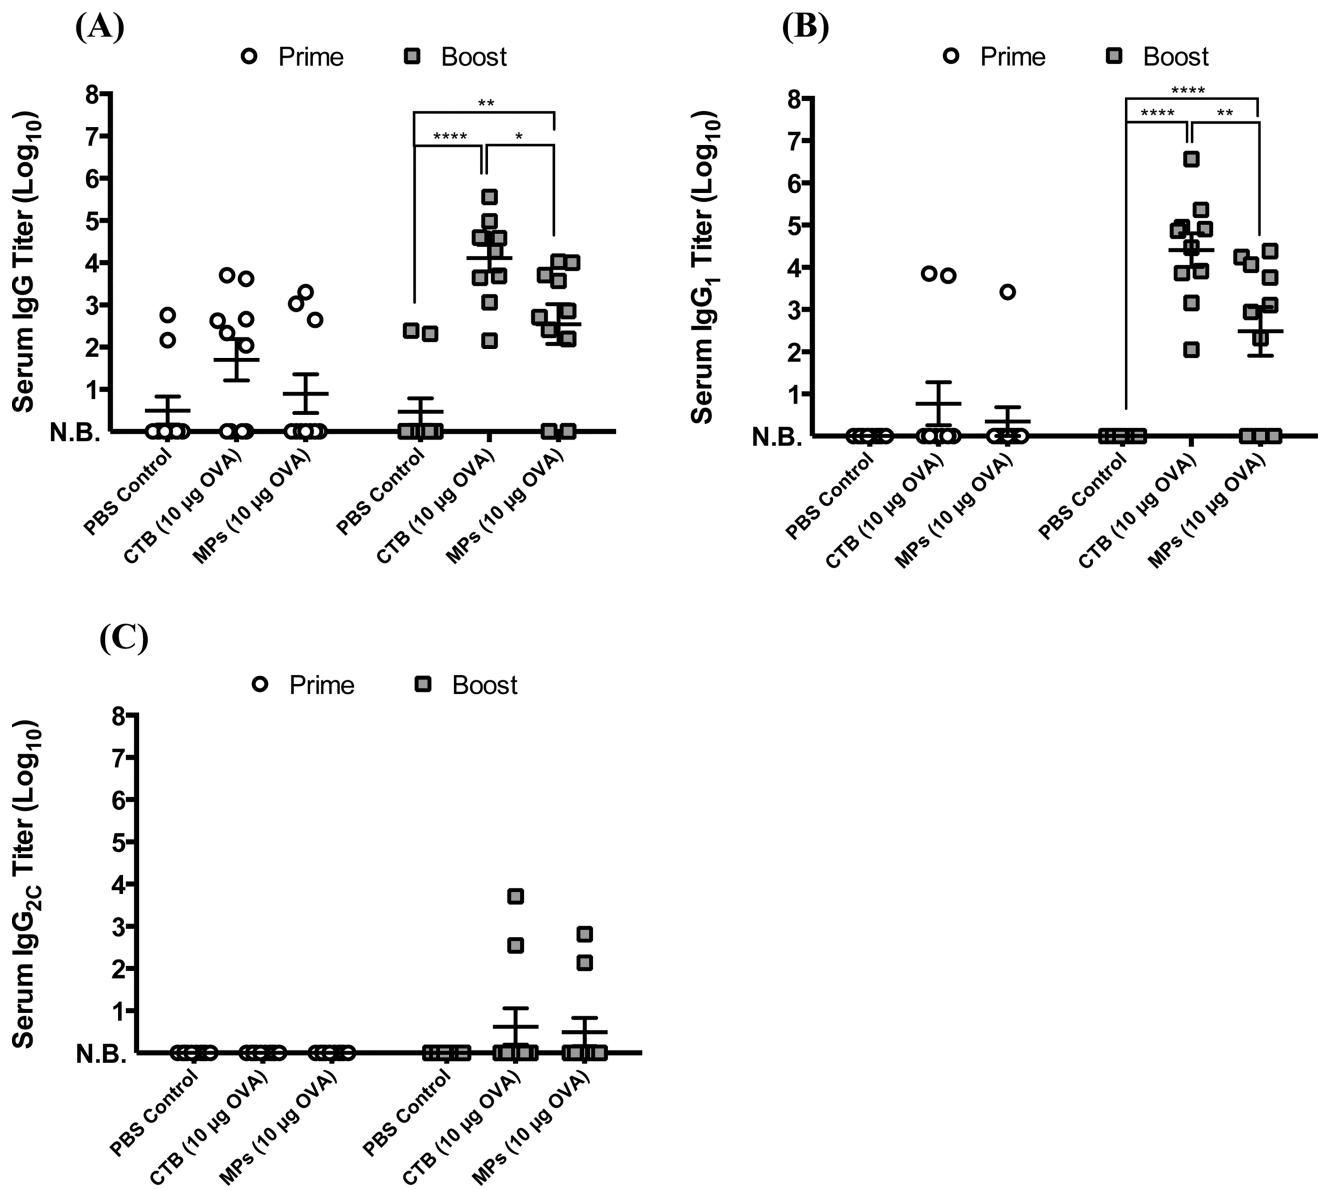 (A)
Prime Boost
Serum IgG Titer (Log10)
8
7
6
5
4
3
2
1
N.B.
** 
**** *
PBS Control
CTB (10 µg OVA)
MPs (10 µg OVA)
PBS Control
CTB (10 µg OVA)
MPs (10 µg OVA)
(B)
Prime Boost
Serum IgG1 Titer (Log10)
8
7
6
5
4
3
2
1
N.B.
****
**** **
PBS Control
CTB (10 µg OVA)
MPs (10 µg OVA)
PBS Control
CTB (10 µg OVA)
MPs (10 µg OVA)
(C)
Prime Boost
Serum IgG2C Titer (Log10)
8
7
6
5
4
3
2
1
N.B.
PBS Control
CTB (10 µg OVA)
MPs (10 µg OVA)
PBS Control
CTB (10 µg OVA)
MPs (10 µg OVA)